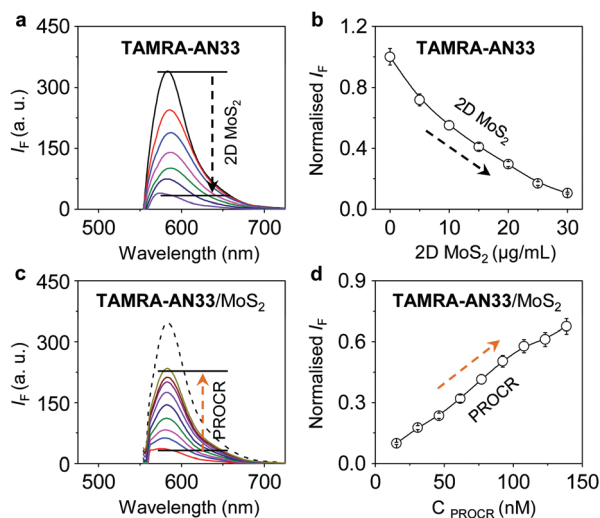 a
TAMRA-AN33
I_F (a. u.)
450
300
150
0
2D MoS₂
500
600
700
Wavelength (nm)
b
TAMRA-AN33
Normalised I_F
1.2
0.8
0.4
0.0
2D MoS₂
0
10
20
30
2D MoS₂ (µg/mL)
c
TAMRA-AN33/MoS₂
I_F (a. u.)
450
300
150
0
PROCR
500
600
700
Wavelength (nm)
d
TAMRA-AN33/MoS₂
Normalised I_F
0.9
0.6
0.3
0.0
PROCR
0
50
100
150
C PROCR (nM)